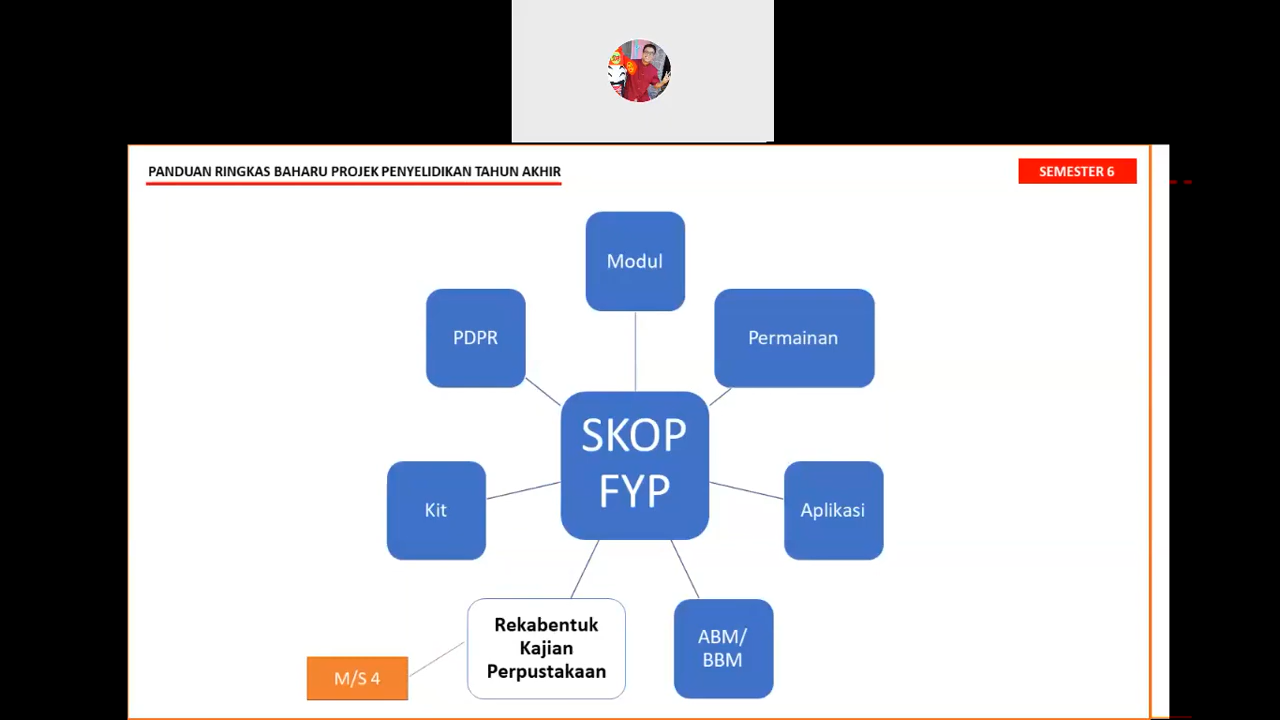 PANDUAN RINGKAS BAHARU PROJEK PENYELIDIKAN TAHUN AKHIR
SEMESTER 6
Modul
PDPR
Permainan
SKOP
FYP
Kit
Aplikasi
Rekabentuk
Kajian
Perpustakaan
ABM/
BBM
M/S 4